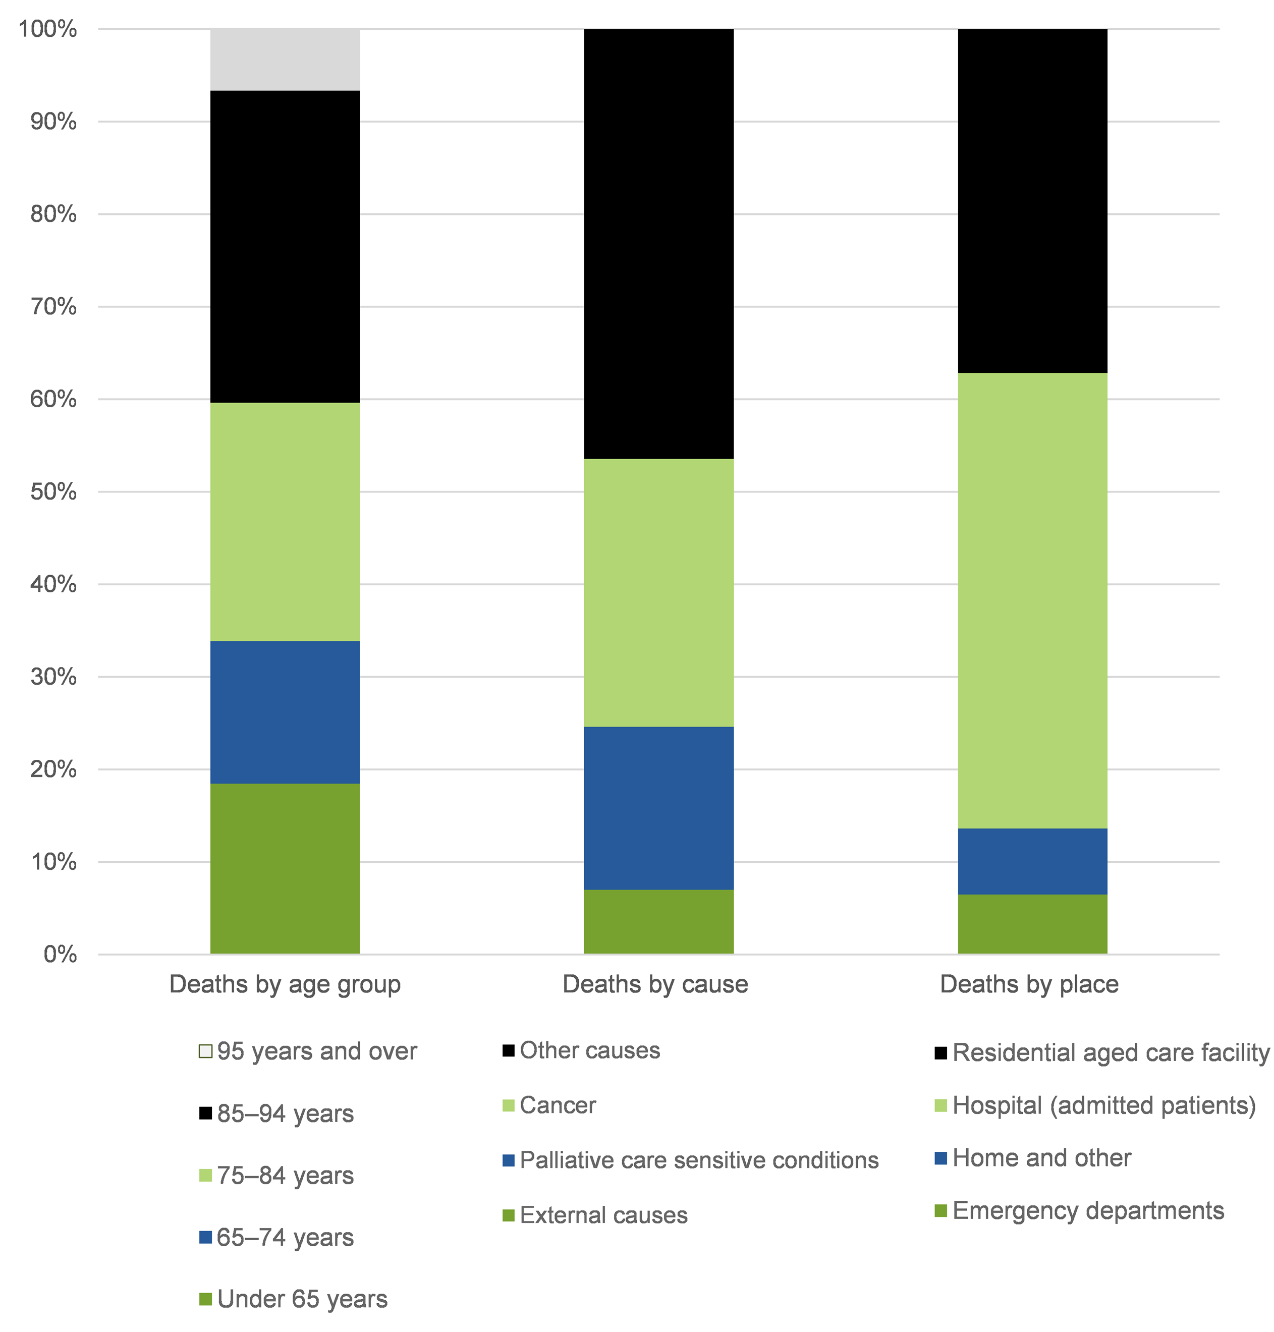 100%
90%
80%
70%
60%
50%
40%
30%
20%
10%
0%
Deaths by age group
Deaths by cause
Deaths by place
95 years and over
85–94 years
75–84 years
65–74 years
Under 65 years
Other causes
Cancer
Palliative care sensitive conditions
External causes
Residential aged care facility
Hospital (admitted patients)
Home and other
Emergency departments